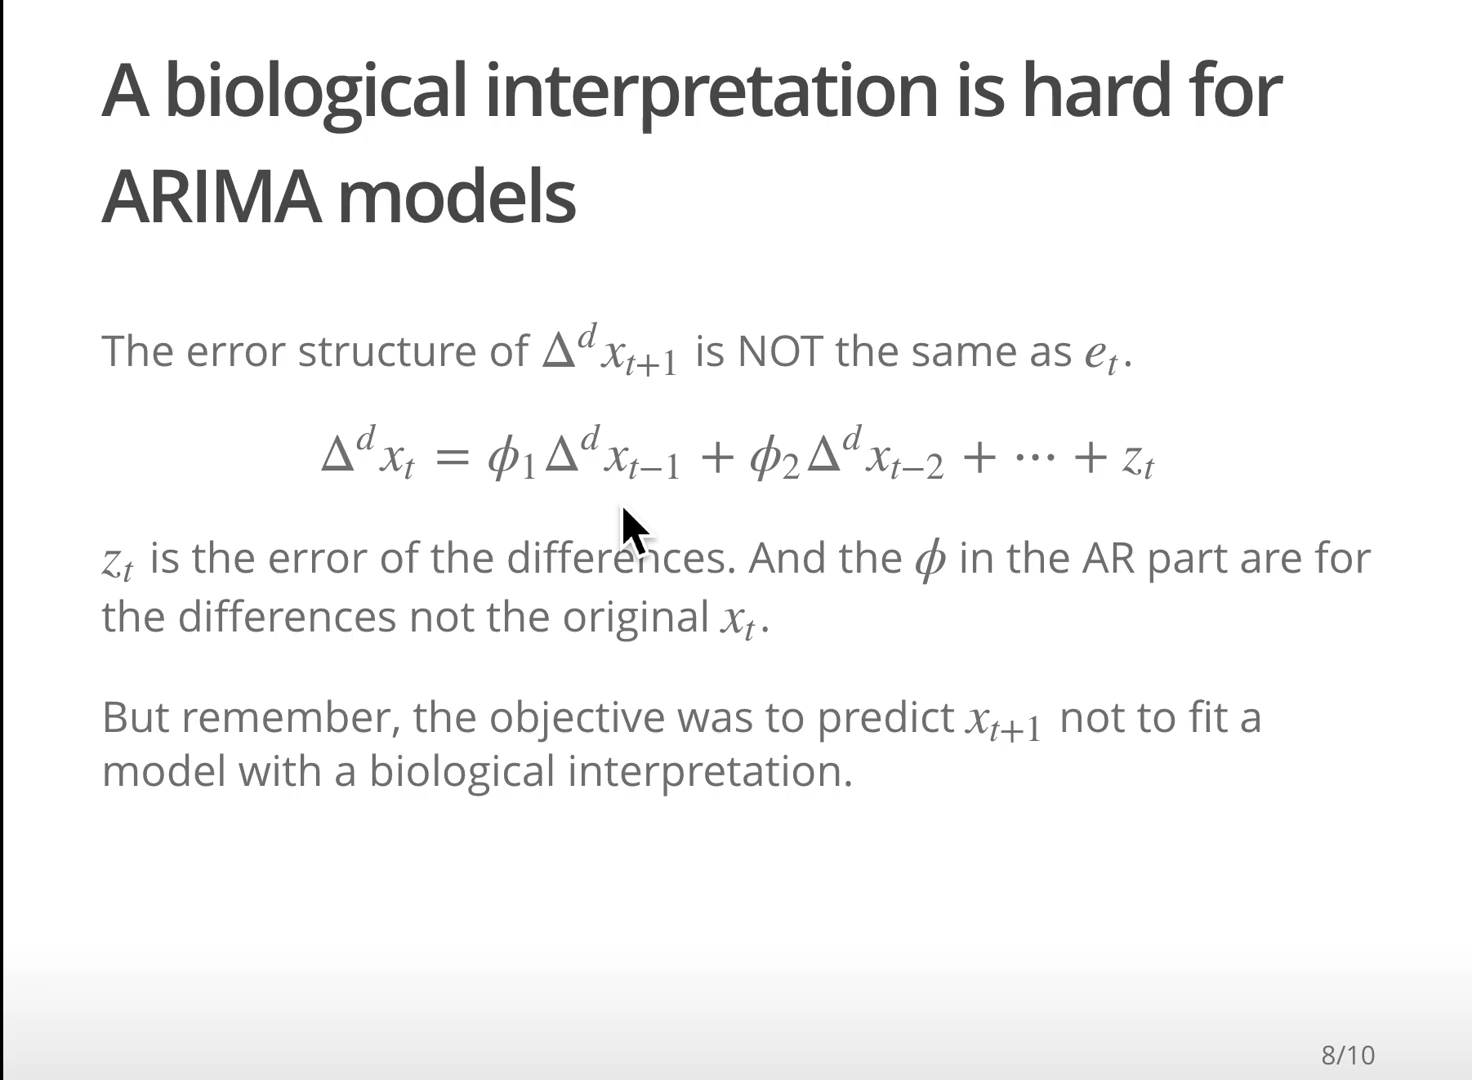 A biological interpretation is hard for
ARIMA models
The error structure of Δ^d x_{t+1} is NOT the same as e_t.
Δ^d x_t = ϕ_1 Δ^d x_{t−1} + ϕ_2 Δ^d x_{t−2} + ⋯ + z_t
z_t is the error of the differences. And the ϕ in the AR part are for
the differences not the original x_t.
But remember, the objective was to predict x_{t+1} not to fit a
model with a biological interpretation.
8/10